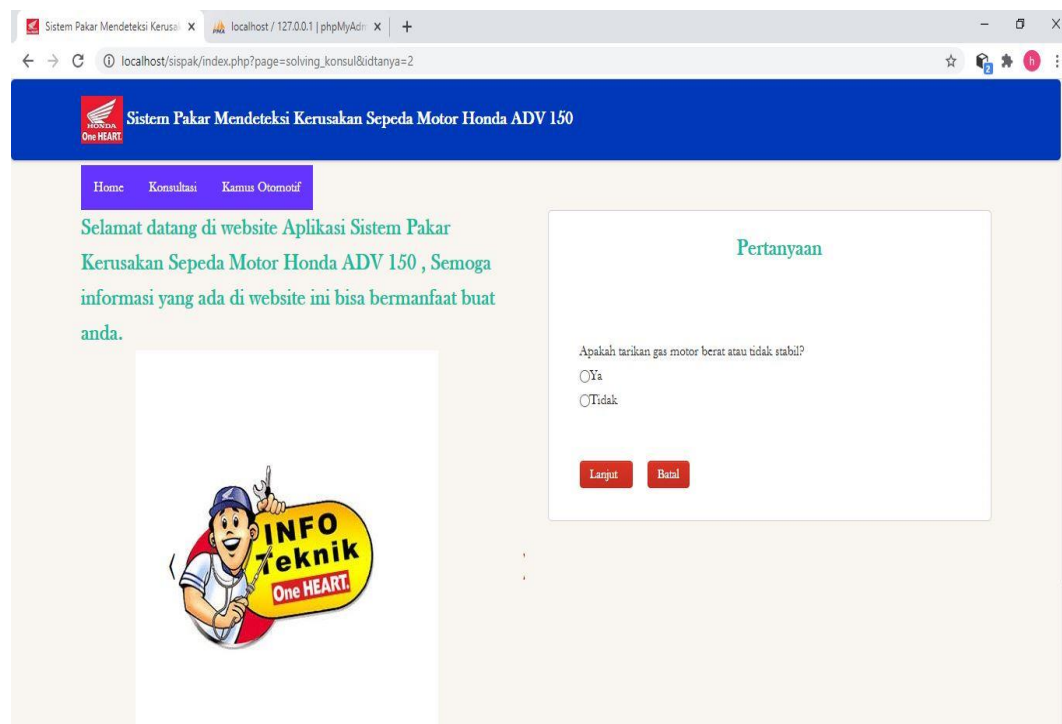 Sistem Pakar Mendeteksi Kerusa
localhost / 127.0.0.1 | phpMyAdm
localhost/sispak/index.php?page=solving_konsul&idtanya=2
2
h
HONDA
One HEART.
Sistem Pakar Mendeteksi Kerusakan Sepeda Motor Honda ADV 150
Home Konsultasi Kamus Otomotif
Selamat datang di website Aplikasi Sistem Pakar
Kerusakan Sepeda Motor Honda ADV 150 , Semoga
informasi yang ada di website ini bisa bermanfaat buat
anda.
INFO
Teknik
One HEART.
Pertanyaan
Apakah tarikan gas motor berat atau tidak stabil?
Ya
Tidak
Lanjut Batal